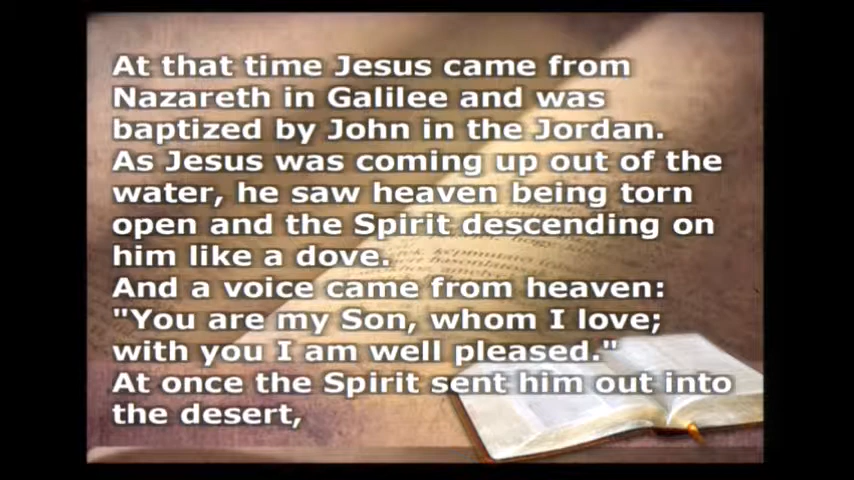 At that time Jesus came from
Nazareth in Galilee and was
baptized by John in the Jordan.
As Jesus was coming up out of the
water, he saw heaven being torn
open and the Spirit descending on
him like a dove.
And a voice came from heaven:
"You are my Son, whom I love;
with you I am well pleased."
At once the Spirit sent him out into
the desert,